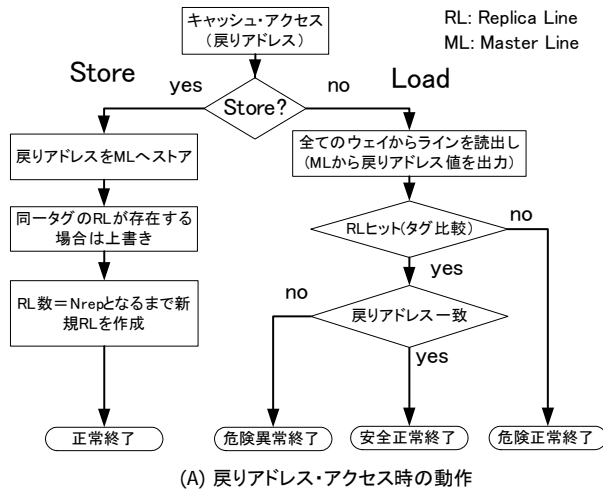 キャッシュ・アクセス
(戻りアドレス)
RL: Replica Line
ML: Master Line
Store
yes
Store?
no
Load
戻りアドレスをMLへストア
全てのウェイからラインを読出し
(MLから戻りアドレス値を出力)
同一タグのRLが存在する
場合は上書き
RLヒット(タグ比較)
no
yes
RL数=Nrepとなるまで新
規RLを作成
no
戻りアドレス一致
yes
正常終了
危険異常終了
安全正常終了
危険正常終了
(A) 戻りアドレス・アクセス時の動作